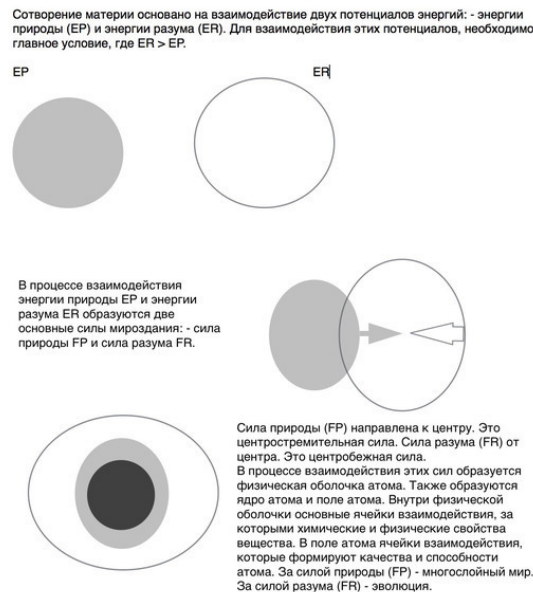 Сотворение материи основано на взаимодействие двух потенциалов энергий: - энергии
природы (ЕР) и энергии разума (ER). Для взаимодействия этих потенциалов, необходимо
главное условие, где ER > EP.
EP
ER
В процессе взаимодействия
энергии природы EP и энергии
разума ER образуются две
основные силы мироздания: - сила
природы FP и сила разума FR.
Сила природы (FP) направлена к центру. Это
центростремительная сила. Сила разума (FR) от
центра. Это центробежная сила.
В процессе взаимодействия этих сил образуется
физическая оболочка атома. Также образуются
ядро атома и поле атома. Внутри физической
оболочки основные ячейки взаимодействия, за
которыми химические и физические свойства
вещества. В поле атома ячейки взаимодействия,
которые формируют качества и способности
атома. За силой природы (FP) - многослойный мир.
За силой разума (FR) - эволюция.